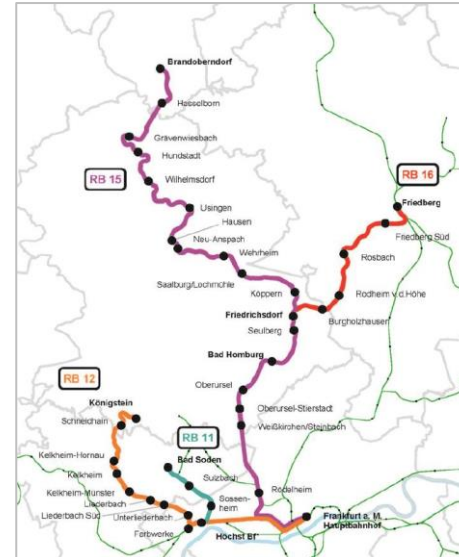 Brandoberndorf
Hasselborn
Grävenwiesbach
Hundstadt
RB 15
Wilhelmsdorf
RB 16
Friedberg
Usingen
Friedberg Süd
Hausen
Neu-Anspach
Wehrheim
Rosbach
Saalburg/Lochmühle
Köppern
Rodheim v.d.Höhe
Friedrichsdorf
Burgholzhausen
Seulberg
Bad Homburg
RB 12
Oberursel
Königstein
Schneidhain
Oberursel-Stierstadt
RB 11
Weißkirchen/Steinbach
Bad Soden
Kelkheim-Hornau
Kelkheim
Sulzbach
Kelkheim-Münster
Rödelheim
Liederbach
Sossen-
heim
Liederbach Süd
Unterliederbach
Frankfurt a. M.
Hauptbahnhof
Farbwerke
Höchst Bf